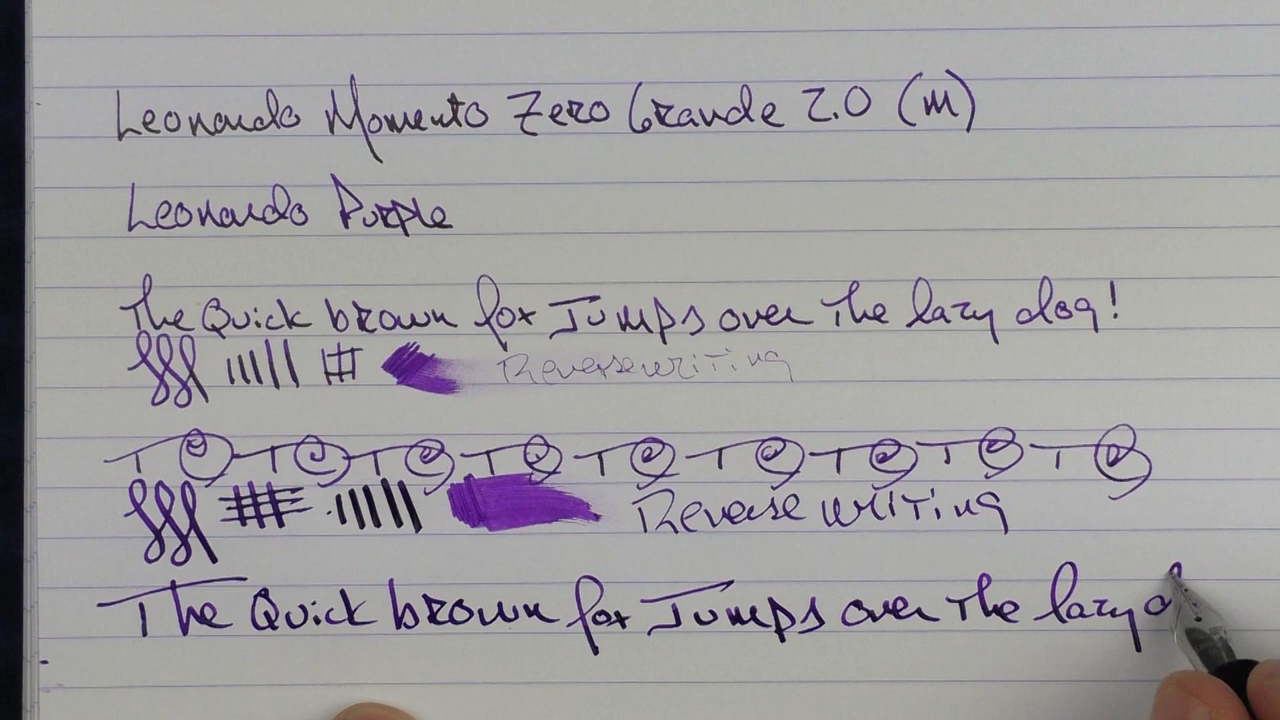 Leonardo Momento Zero Grande 2.0 (M)
Leonardo Purple
The Quick brown fox Jumps over The lazy dog!
Reverse writing
Reverse writing
The Quick brown fox Jumps over The lazy d